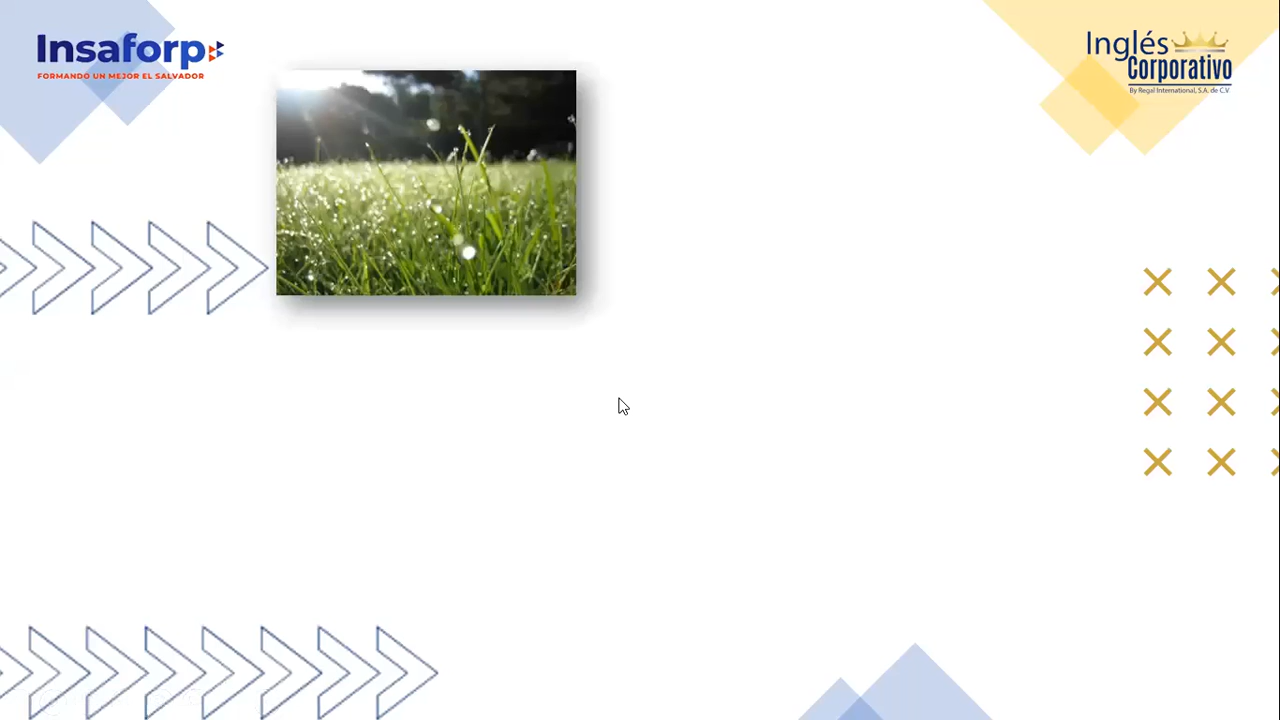 Insaforp
FORMANDO UN MEJOR EL SALVADOR
Inglés
Corporativo
By Regal International, S.A. de C.V